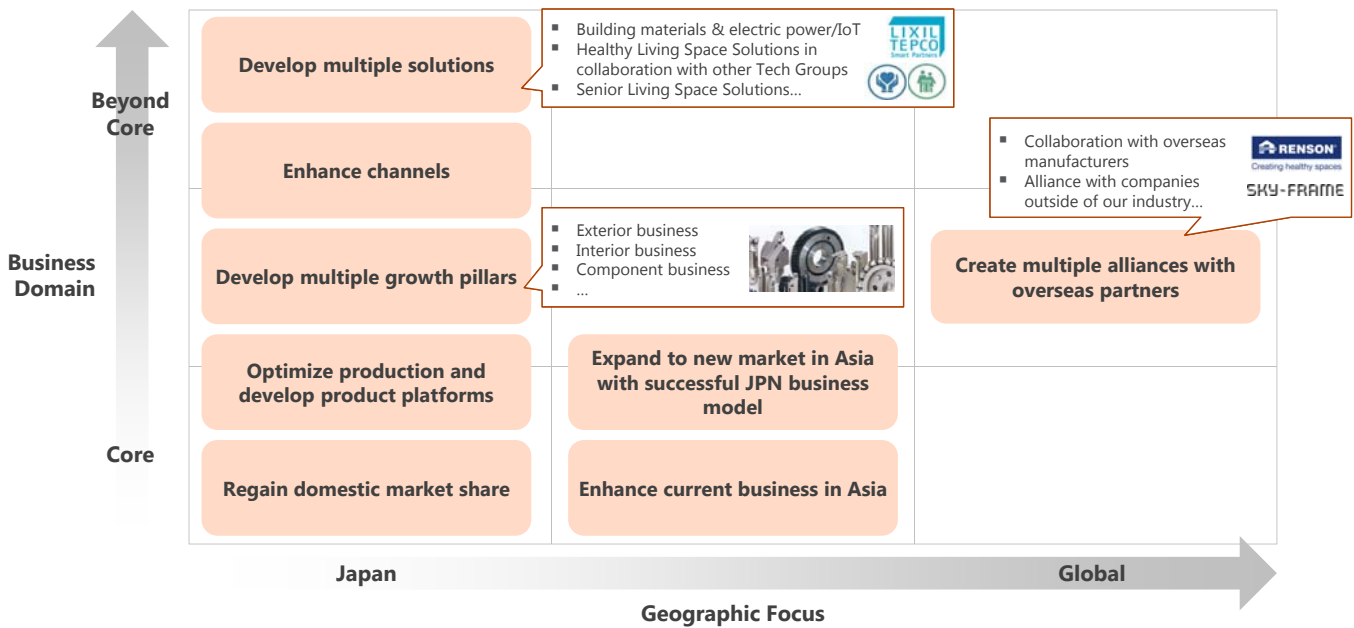 Develop multiple solutions
▪ Building materials & electric power/IoT
▪ Healthy Living Space Solutions in
collaboration with other Tech Groups
▪ Senior Living Space Solutions...
LIXIL
TEPCO
Smart Partners
Beyond
Core
Enhance channels
▪ Collaboration with overseas
manufacturers
▪ Alliance with companies
outside of our industry...
RENSON
Creating healthy spaces
SKY-FRAME
Business
Domain
Develop multiple growth pillars
▪ Exterior business
▪ Interior business
▪ Component business
▪ ...
Create multiple alliances with
overseas partners
Optimize production and
develop product platforms
Expand to new market in Asia
with successful JPN business
model
Core
Regain domestic market share
Enhance current business in Asia
Japan
Global
Geographic Focus